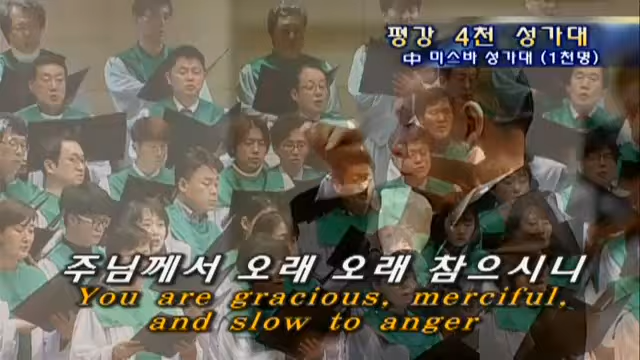 평강 4천 성가대
中 미스바 성가대 (1천명)
주님께서 오래 오래 참으시니
You are gracious, merciful,
and slow to anger